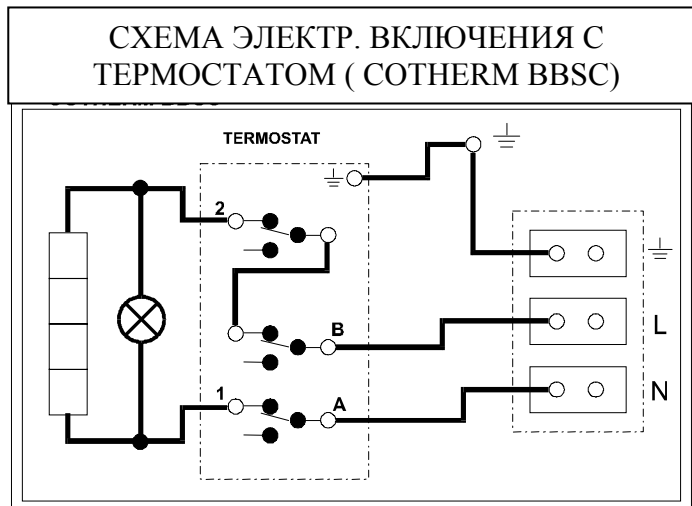 СХЕМА ЭЛЕКТР. ВКЛЮЧЕНИЯ С
ТЕРМОСТАТОМ ( COTHERM BBSC)
TERMOSTAT
2
B
L
1
A
N